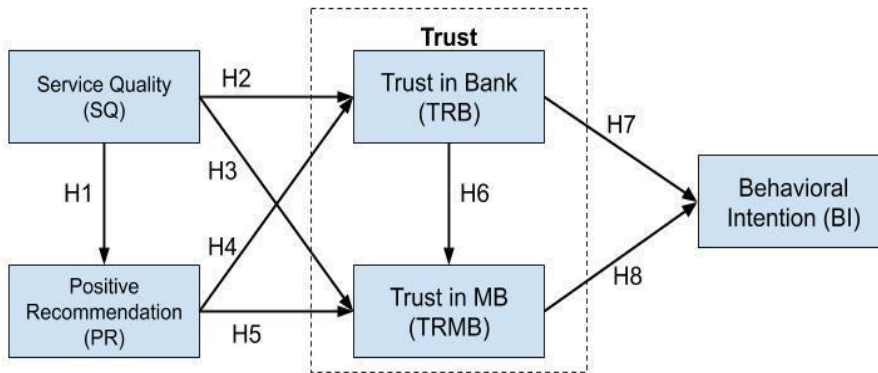 Trust
Service Quality
(SQ)
H2
Trust in Bank
(TRB)
H7
H1
H3
H4
H6
Behavioral
Intention (BI)
Positive
Recommendation
(PR)
H5
Trust in MB
(TRMB)
H8